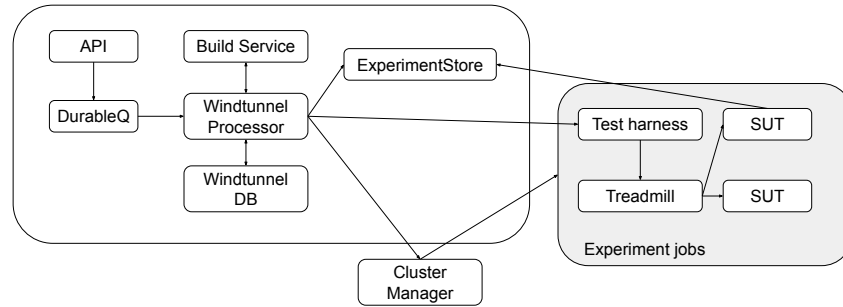 API
Build Service
ExperimentStore
DurableQ
Windtunnel
Processor
Test harness
SUT
Windtunnel
DB
Treadmill
SUT
Experiment jobs
Cluster
Manager